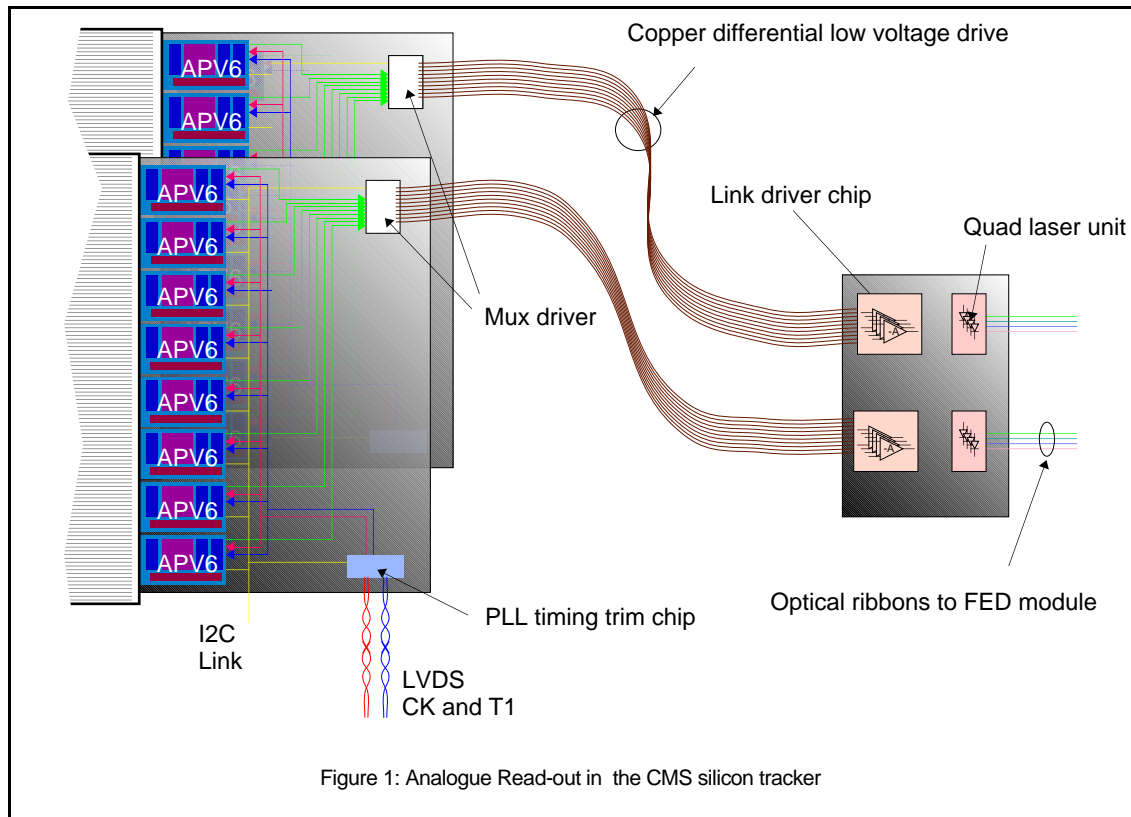 Copper differential low voltage drive
APV6
APV6
APV6
APV6
APV6
APV6
APV6
APV6
APV6
APV6
Link driver chip
Quad laser unit
Mux driver
-A
-A
PLL timing trim chip
Optical ribbons to FED module
I2C
Link
LVDS
CK and T1
Figure 1: Analogue Read-out in the CMS silicon tracker